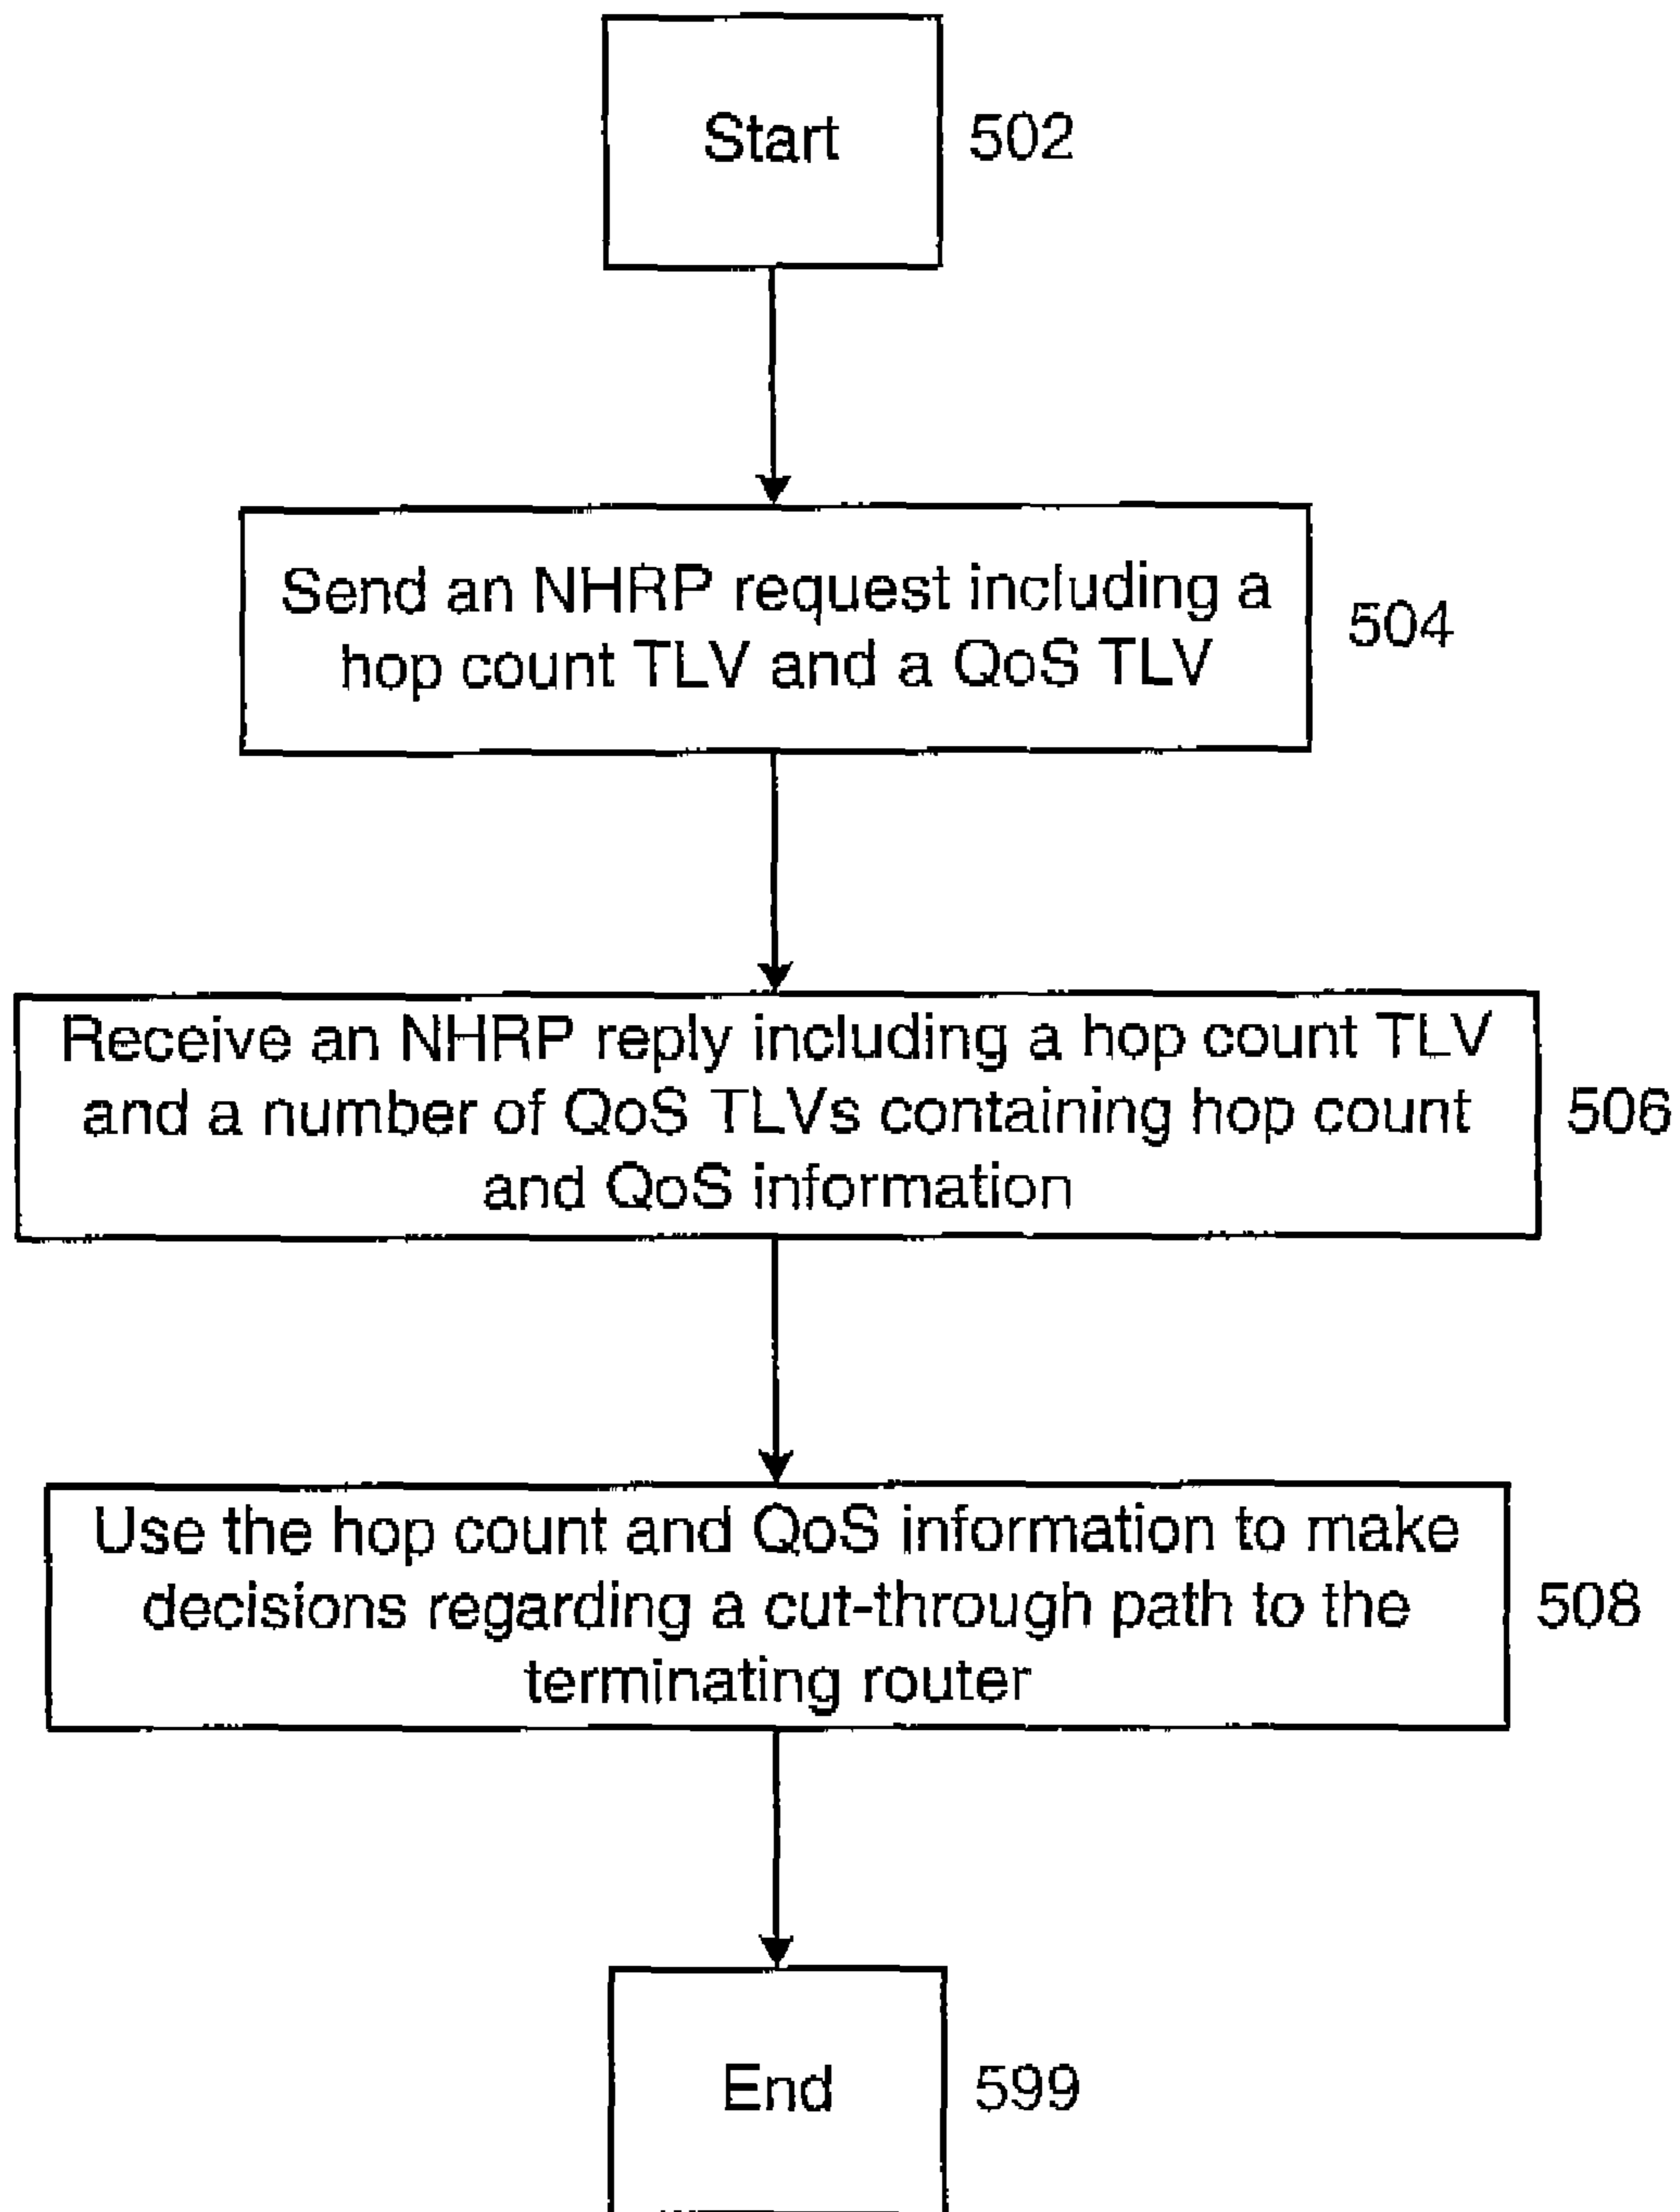 Start
502
Send an NHRP request including a
hop count TLV and a QoS TLV
504
Receive an NHRP reply including a hop count TLV
and a number of QoS TLVs containing hop count
and QoS information
506
Use the hop count and QoS information to make
decisions regarding a cut-through path to the
terminating router
508
End
599